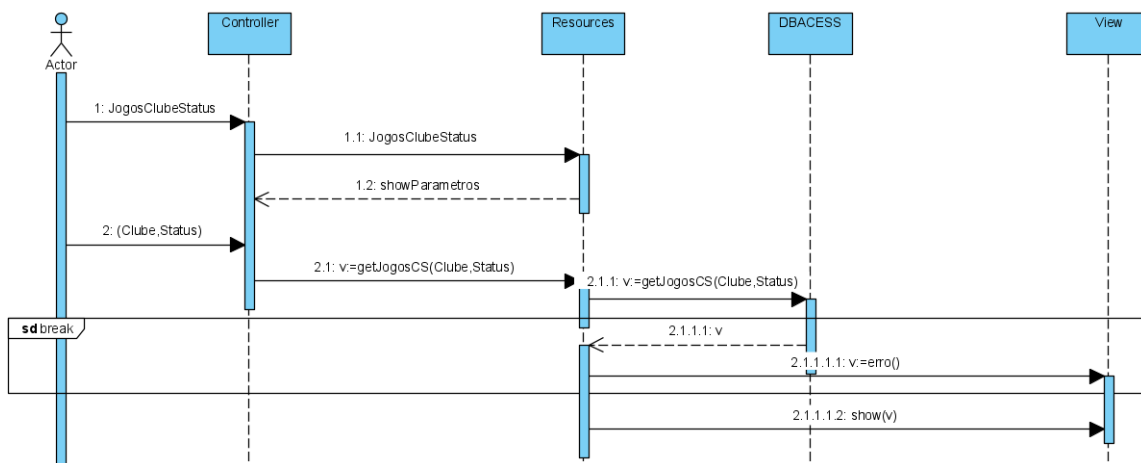 Controller
Resources
DBACESS
View
Actor
1: JogosClubeStatus
1.1: JogosClubeStatus
1.2: showParametros
2: (Clube,Status)
2.1: v:=getJogosCS(Clube,Status)
2.1.1: v:=getJogosCS(Clube,Status)
sd break
2.1.1.1: v
2.1.1.1.1: v:=erro()
2.1.1.1.2: show(v)